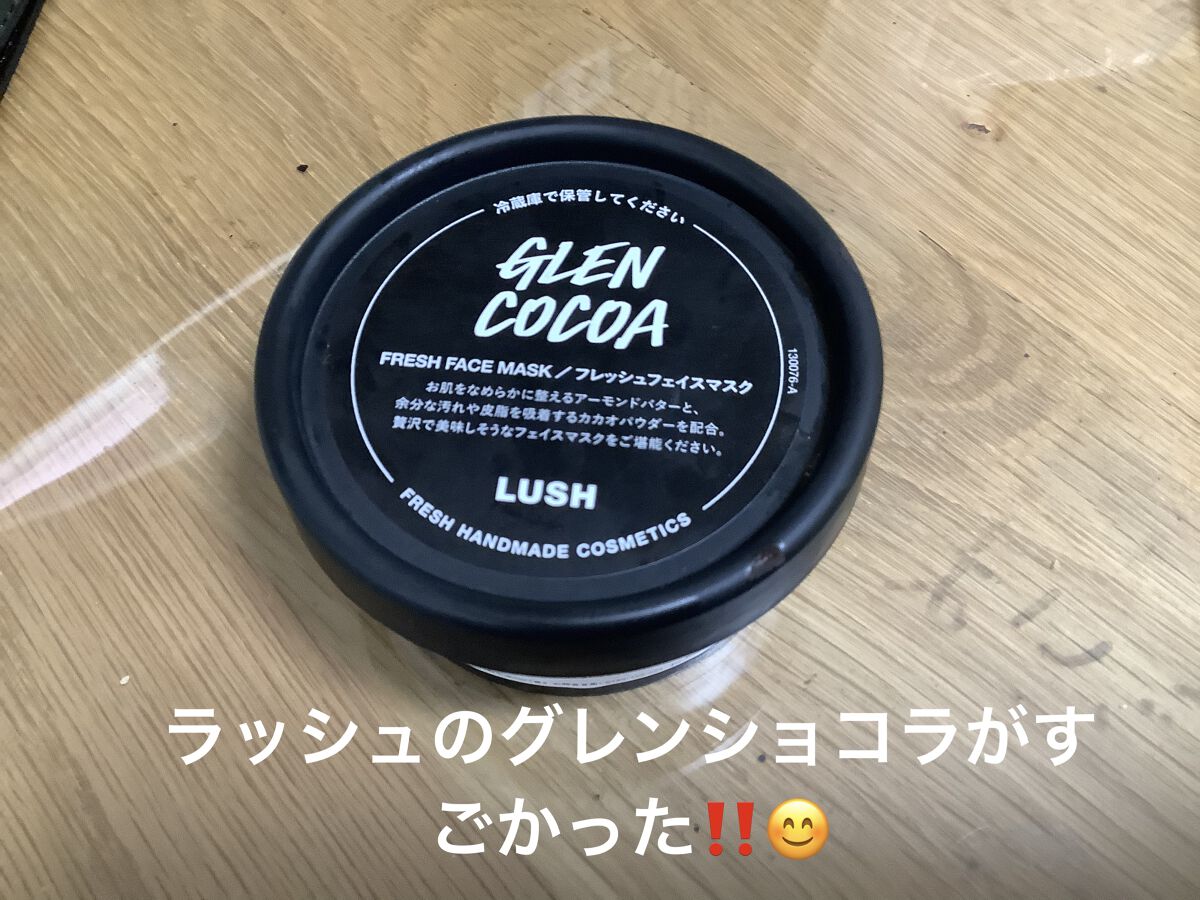 冷蔵庫で保管してください
GLEN
COCOA
FRESH FACE MASK／フレッシュフェイスマスク
お肌をなめらかに整えるアーモンドバターと、
余分な汚れや皮脂を吸着するカカオパウダーを配合。
贅沢で美味しそうなフェイスマスクをご堪能ください。
LUSH
FRESH HANDMADE COSMETICS
130076-A
ラッシュのグレンショコラがす
ごかった‼️😊